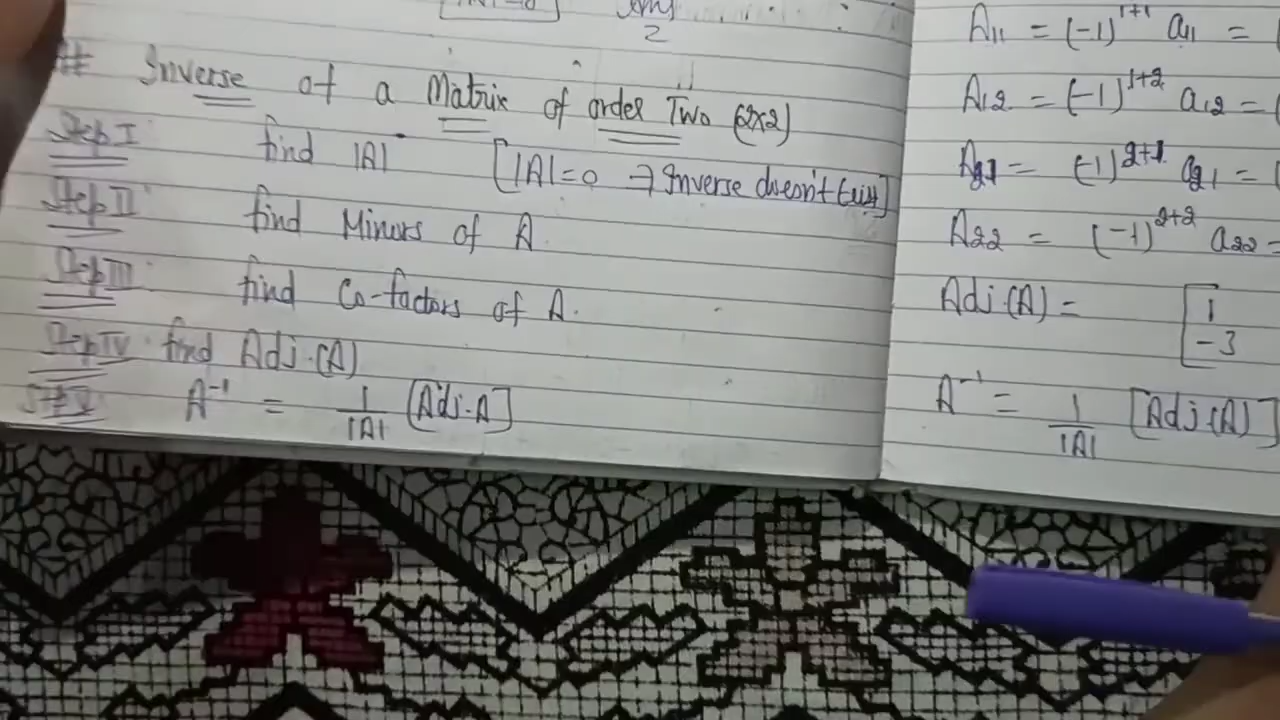 # Inverse of a Matrix of order Two (2x2)
Step I find |A| [|A|=0 ⇒ Inverse doesn't Exist]
Step II find Minors of A.
Step III find Co-factors of A.
Step IV find Adj.(A)
Step V A⁻¹ = 1/|A| [Adj.A]
A₁₁ = (-1)¹⁺¹ a₁₁ =
A₁₂ = (-1)¹⁺² a₁₂ =
A₂₁ = (-1)²⁺¹ a₂₁ =
A₂₂ = (-1)²⁺² a₂₂ =
Adj.(A) = [1
-3
A⁻¹ = 1/|A| [Adj.(A)]